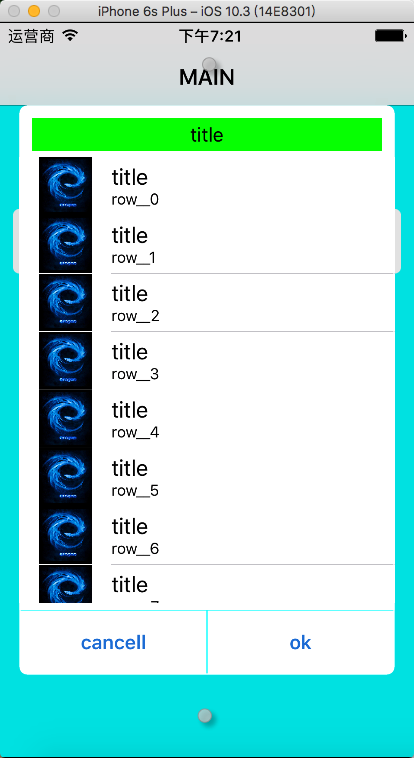 iPhone 6s Plus – iOS 10.3 (14E8301)
运营商 下午7:21
MAIN
title
title
row__0
title
row__1
title
row__2
title
row__3
title
row__4
title
row__5
title
row__6
title
cancell ok